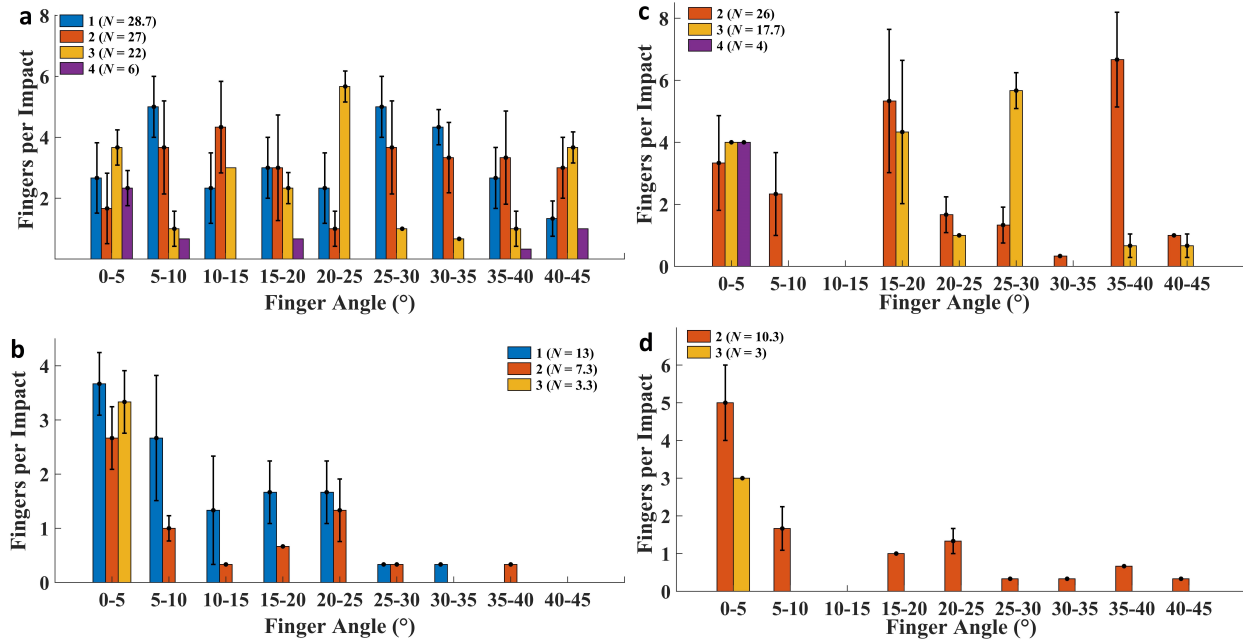 a
1 (N = 28.7)
2 (N = 27)
3 (N = 22)
4 (N = 6)
Fingers per Impact
8
6
4
2
0-5 5-10 10-15 15-20 20-25 25-30 30-35 35-40 40-45
Finger Angle (°)
b
1 (N = 13)
2 (N = 7.3)
3 (N = 3.3)
Fingers per Impact
4
3
2
1
0
0-5 5-10 10-15 15-20 20-25 25-30 30-35 35-40 40-45
Finger Angle (°)
c
2 (N = 26)
3 (N = 17.7)
4 (N = 4)
Fingers per Impact
8
6
4
2
0
0-5 5-10 10-15 15-20 20-25 25-30 30-35 35-40 40-45
Finger Angle (°)
d
2 (N = 10.3)
3 (N = 3)
Fingers per Impact
6
5
4
3
2
1
0
0-5 5-10 10-15 15-20 20-25 25-30 30-35 35-40 40-45
Finger Angle (°)